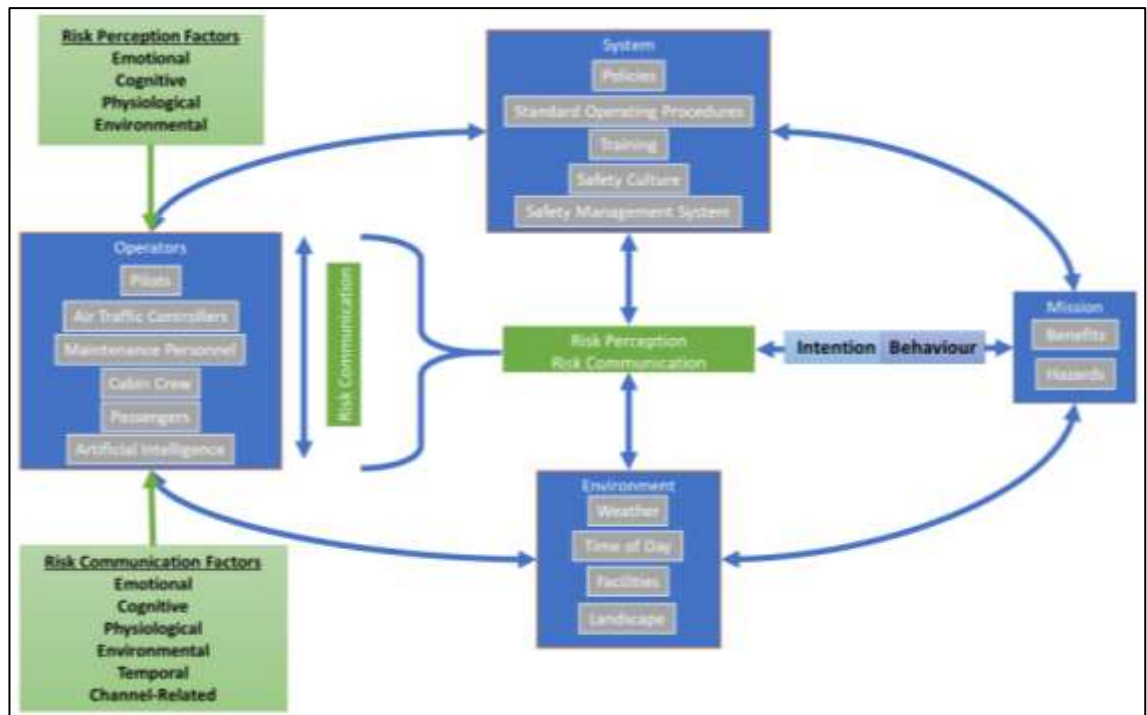 Risk Perception Factors
Emotional
Cognitive
Physiological
Environmental
System
Policies
Standard Operating Procedures
Training
Safety Culture
Safety Management System
Operators
Pilots
Air Traffic Controllers
Maintenance Personnel
Cabin Crew
Passengers
Artificial Intelligence
Risk Communication
Risk Perception
Risk Communication
Intention
Behaviour
Mission
Benefits
Hazards
Environment
Weather
Time of Day
Facilities
Landscape
Risk Communication Factors
Emotional
Cognitive
Physiological
Environmental
Temporal
Channel-Related